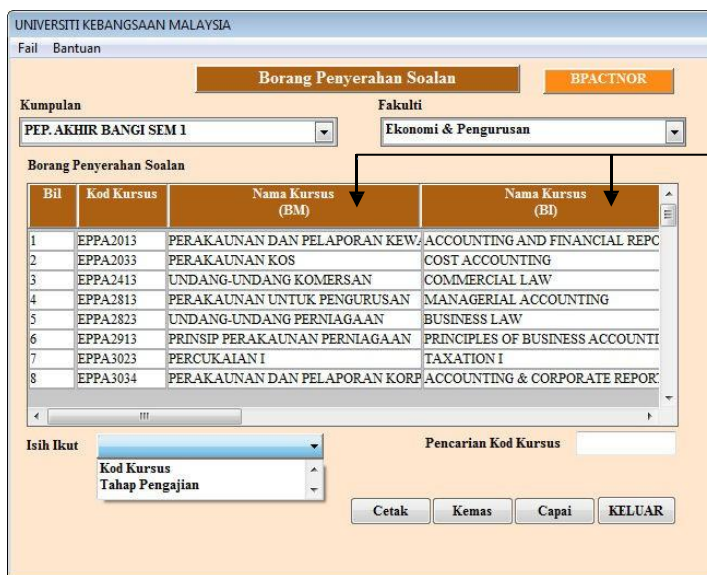 UNIVERSITI KEBANGSAAN MALAYSIA
Fail Bantuan
Borang Penyerahan Soalan BPACTNOR
Kumpulan Fakulti
PEP. AKHIR BANGI SEM 1 Ekonomi & Pengurusan
Borang Penyerahan Soalan
Bil Kod Kursus Nama Kursus (BM) Nama Kursus (BI)
1 EPPA2013 PERAKAUNAN DAN PELAPORAN KEWA ACCOUNTING AND FINANCIAL REPO
2 EPPA2033 PERAKAUNAN KOS COST ACCOUNTING
3 EPPA2413 UNDANG-UNDANG KOMERSAN COMMERCIAL LAW
4 EPPA2813 PERAKAUNAN UNTUK PENGURUSAN MANAGERIAL ACCOUNTING
5 EPPA2823 UNDANG-UNDANG PERNIAGAAN BUSINESS LAW
6 EPPA2913 PRINSIP PERAKAUNAN PERNIAGAAN PRINCIPLES OF BUSINESS ACCOUNTI
7 EPPA3023 PERCUKAIAN I TAXATION I
8 EPPA3034 PERAKAUNAN DAN PELAPORAN KORP ACCOUNTING & CORPORATE REPOR
Isih Ikut Pencarian Kod Kursus
Kod Kursus
Tahap Pengajian
Cetak Kemas Capai KELUAR